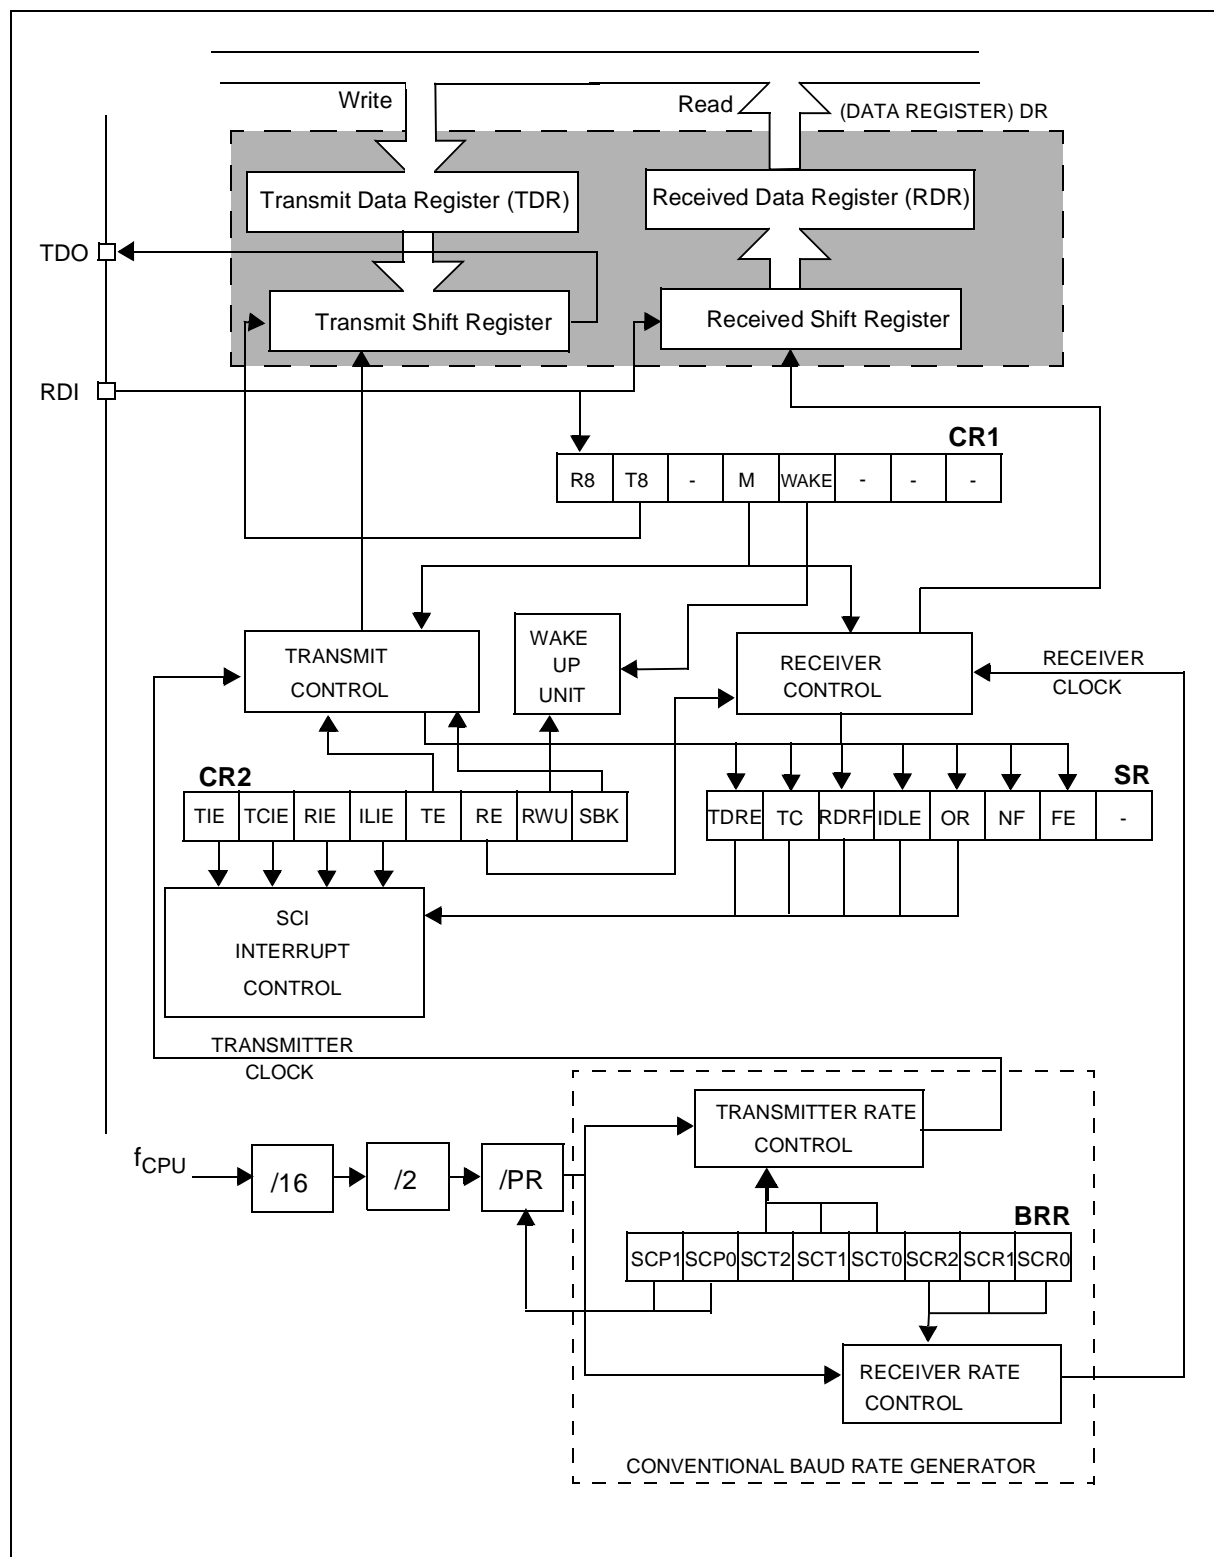 Write
Read
(DATA REGISTER) DR
Transmit Data Register (TDR)
Received Data Register (RDR)
TDO
Transmit Shift Register
Received Shift Register
RDI
CR1
R8 T8 - M WAKE - - -
TRANSMIT
CONTROL
WAKE
UP
UNIT
RECEIVER
CONTROL
RECEIVER
CLOCK
CR2
SR
TIE TCIE RIE ILIE TE RE RWU SBK
TDRE TC RDRF IDLE OR NF FE -
SCI
INTERRUPT
CONTROL
TRANSMITTER
CLOCK
TRANSMITTER RATE
CONTROL
fCPU
/16
/2
/PR
BRR
SCP1 SCP0 SCT2 SCT1 SCT0 SCR2 SCR1 SCR0
RECEIVER RATE
CONTROL
CONVENTIONAL BAUD RATE GENERATOR